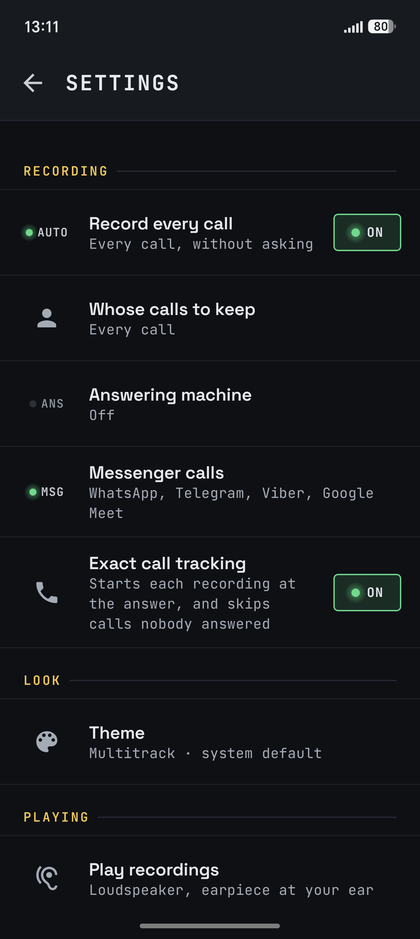 13:11
80
SETTINGS
RECORDING
AUTO
Record every call
Every call, without asking
ON
Whose calls to keep
Every call
ANS
Answering machine
Off
MSG
Messenger calls
WhatsApp, Telegram, Viber, Google
Meet
Exact call tracking
Starts each recording at
the answer, and skips
calls nobody answered
ON
LOOK
Theme
Multitrack · system default
PLAYING
Play recordings
Loudspeaker, earpiece at your ear